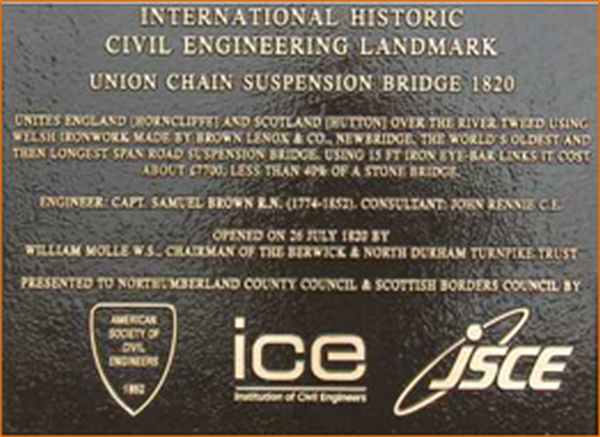 INTERNATIONAL HISTORIC
CIVIL ENGINEERING LANDMARK
UNION CHAIN SUSPENSION BRIDGE 1820
UNITES ENGLAND [HORNCLIFFE] AND SCOTLAND [HUTTON] OVER THE RIVER TWEED USING
WELSH IRONWORK MADE BY BROWN LENOX & CO., NEWBRIDGE. THE WORLD'S OLDEST AND
THEN LONGEST SPAN ROAD SUSPENSION BRIDGE. USING 15 FT IRON EYE-BAR LINKS IT COST
ABOUT £7700, LESS THAN 40% OF A STONE BRIDGE.
ENGINEER: CAPT. SAMUEL BROWN R.N. (1774-1852). CONSULTANT: JOHN RENNIE C.E.
OPENED ON 26 JULY 1820 BY
WILLIAM MOLLE W.S., CHAIRMAN OF THE BERWICK & NORTH DURHAM TURNPIKE TRUST
PRESENTED TO NORTHUMBERLAND COUNTY COUNCIL & SCOTTISH BORDERS COUNCIL BY
AMERICAN
SOCIETY OF
CIVIL
ENGINEERS
1852
ice
Institution of Civil Engineers
JSCE